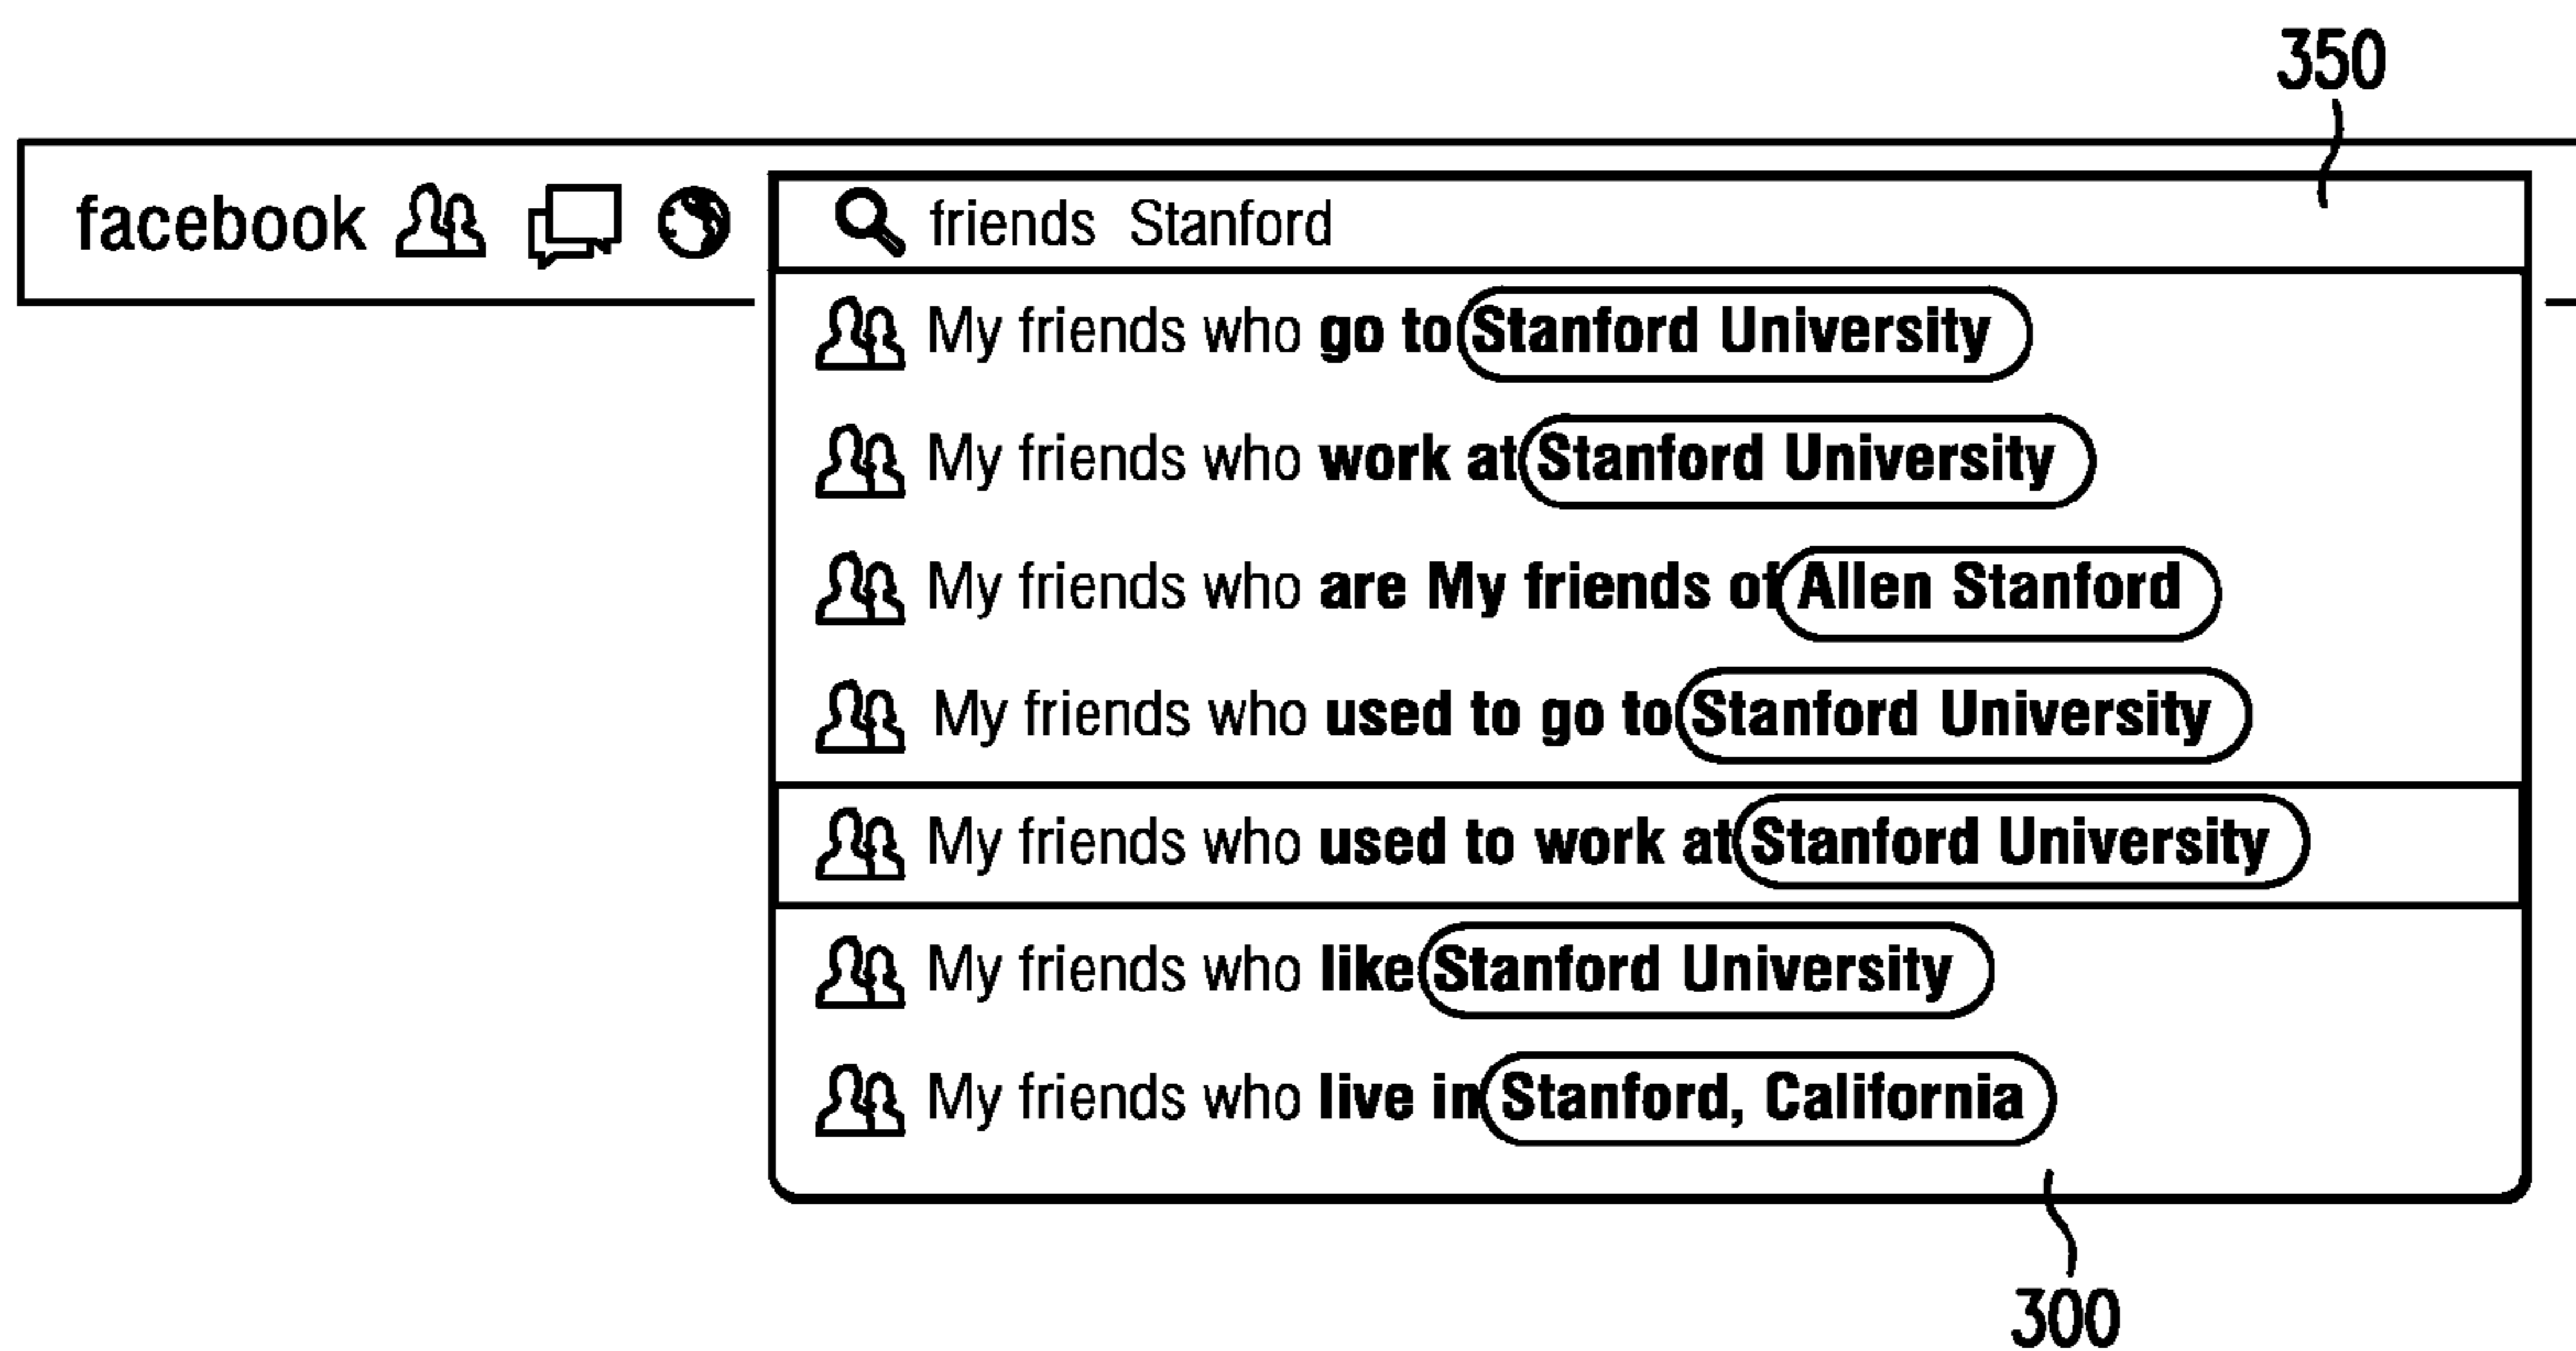 350
facebook friends Stanford
My friends who go to Stanford University
My friends who work at Stanford University
My friends who are My friends of Allen Stanford
My friends who used to go to Stanford University
My friends who used to work at Stanford University
My friends who like Stanford University
My friends who live in Stanford, California
300